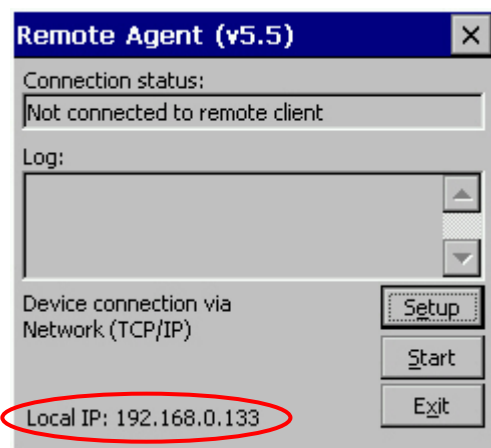 Remote Agent (v5.5)
Connection status:
Not connected to remote client
Log:
Device connection via
Network (TCP/IP)
Setup
Start
Exit
Local IP: 192.168.0.133